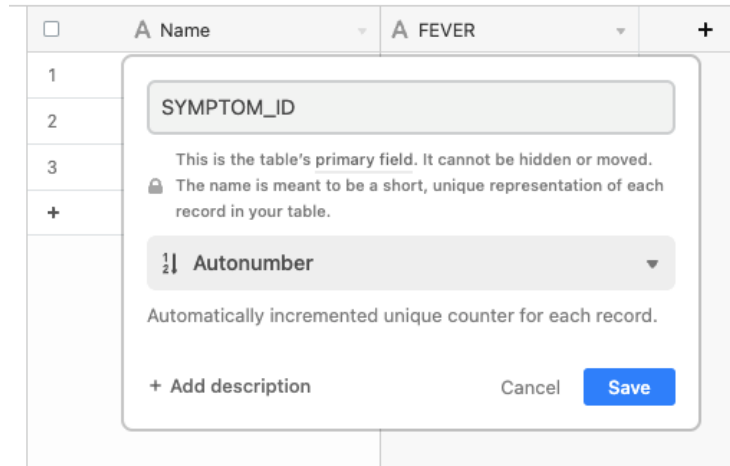 A Name
A FEVER
+
1
SYMPTOM_ID
2
This is the table's primary field. It cannot be hidden or moved.
3
The name is meant to be a short, unique representation of each
record in your table.
+
Autonumber
Automatically incremented unique counter for each record.
+ Add description
Cancel
Save